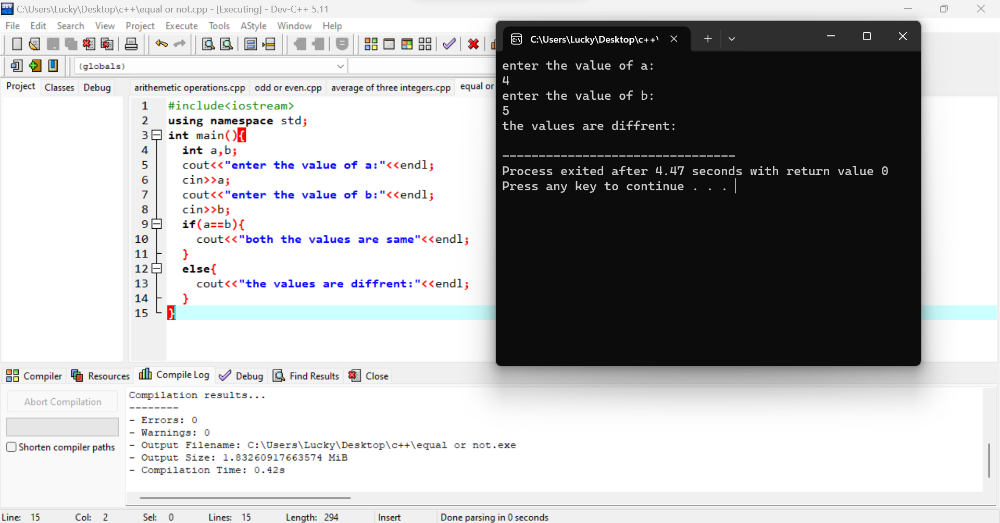 C:\Users\Lucky\Desktop\c++\equal or not.cpp - [Executing] - Dev-C++ 5.11
File Edit Search View Project Execute Tools AStyle Window Help
(globals)
Project Classes Debug
arithemetic operations.cpp odd or even.cpp average of three integers.cpp equal or
1 #include<iostream>
2 using namespace std;
3 int main(){
4 int a,b;
5 cout<<"enter the value of a:"<<endl;
6 cin>>a;
7 cout<<"enter the value of b:"<<endl;
8 cin>>b;
9 if(a==b){
10 cout<<"both the values are same"<<endl;
11 }
12 else{
13 cout<<"the values are diffrent:"<<endl;
14 }
15 }
C:\Users\Lucky\Desktop\c++\
enter the value of a:
4
enter the value of b:
5
the values are diffrent:
--------------------------------
Process exited after 4.47 seconds with return value 0
Press any key to continue . . .
Compiler Resources Compile Log Debug Find Results Close
Abort Compilation
Shorten compiler paths
Compilation results...
--------
- Errors: 0
- Warnings: 0
- Output Filename: C:\Users\Lucky\Desktop\c++\equal or not.exe
- Output Size: 1.83260917663574 MiB
- Compilation Time: 0.42s
Line: 15 Col: 2 Sel: 0 Lines: 15 Length: 294 Insert Done parsing in 0 seconds